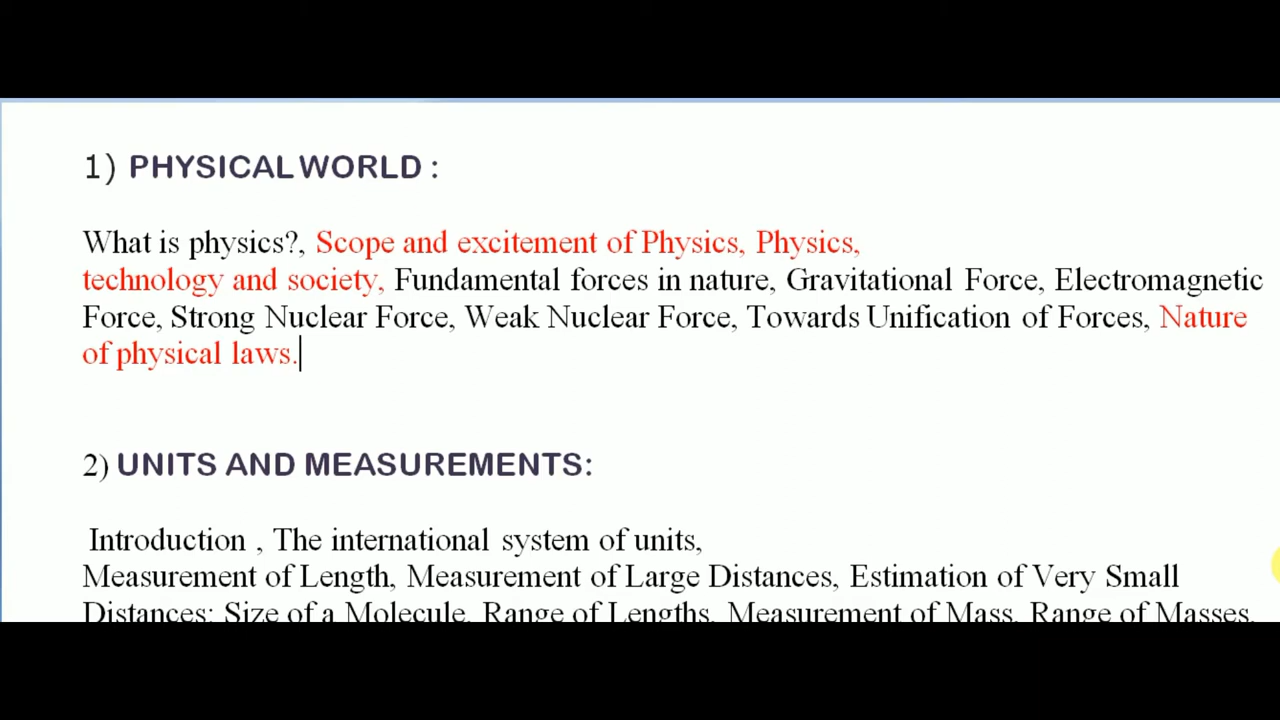 1) PHYSICAL WORLD :
What is physics?, Scope and excitement of Physics, Physics,
technology and society, Fundamental forces in nature, Gravitational Force, Electromagnetic
Force, Strong Nuclear Force, Weak Nuclear Force, Towards Unification of Forces, Nature
of physical laws.
2) UNITS AND MEASUREMENTS:
Introduction , The international system of units,
Measurement of Length, Measurement of Large Distances, Estimation of Very Small
Distances: Size of a Molecule, Range of Lengths, Measurement of Mass, Range of Masses,